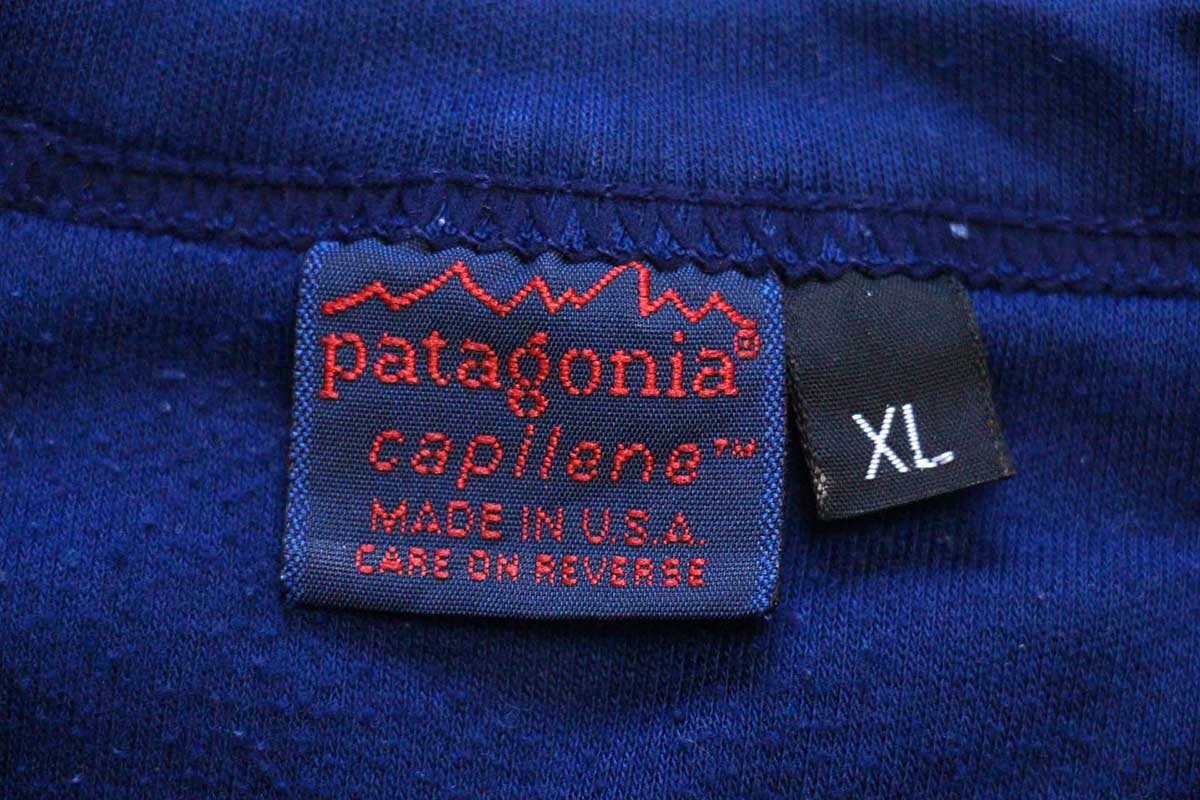 patagonia®
capilene™
MADE IN U.S.A.
CARE ON REVERSE
XL